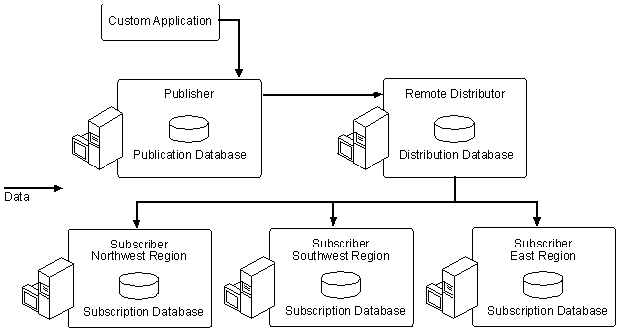 Custom Application
Publisher
Remote Distributor
Publication Database
Distribution Database
Data
Subscriber
Northwest Region
Subscriber
Southwest Region
Subscriber
East Region
Subscription Database
Subscription Database
Subscription Database